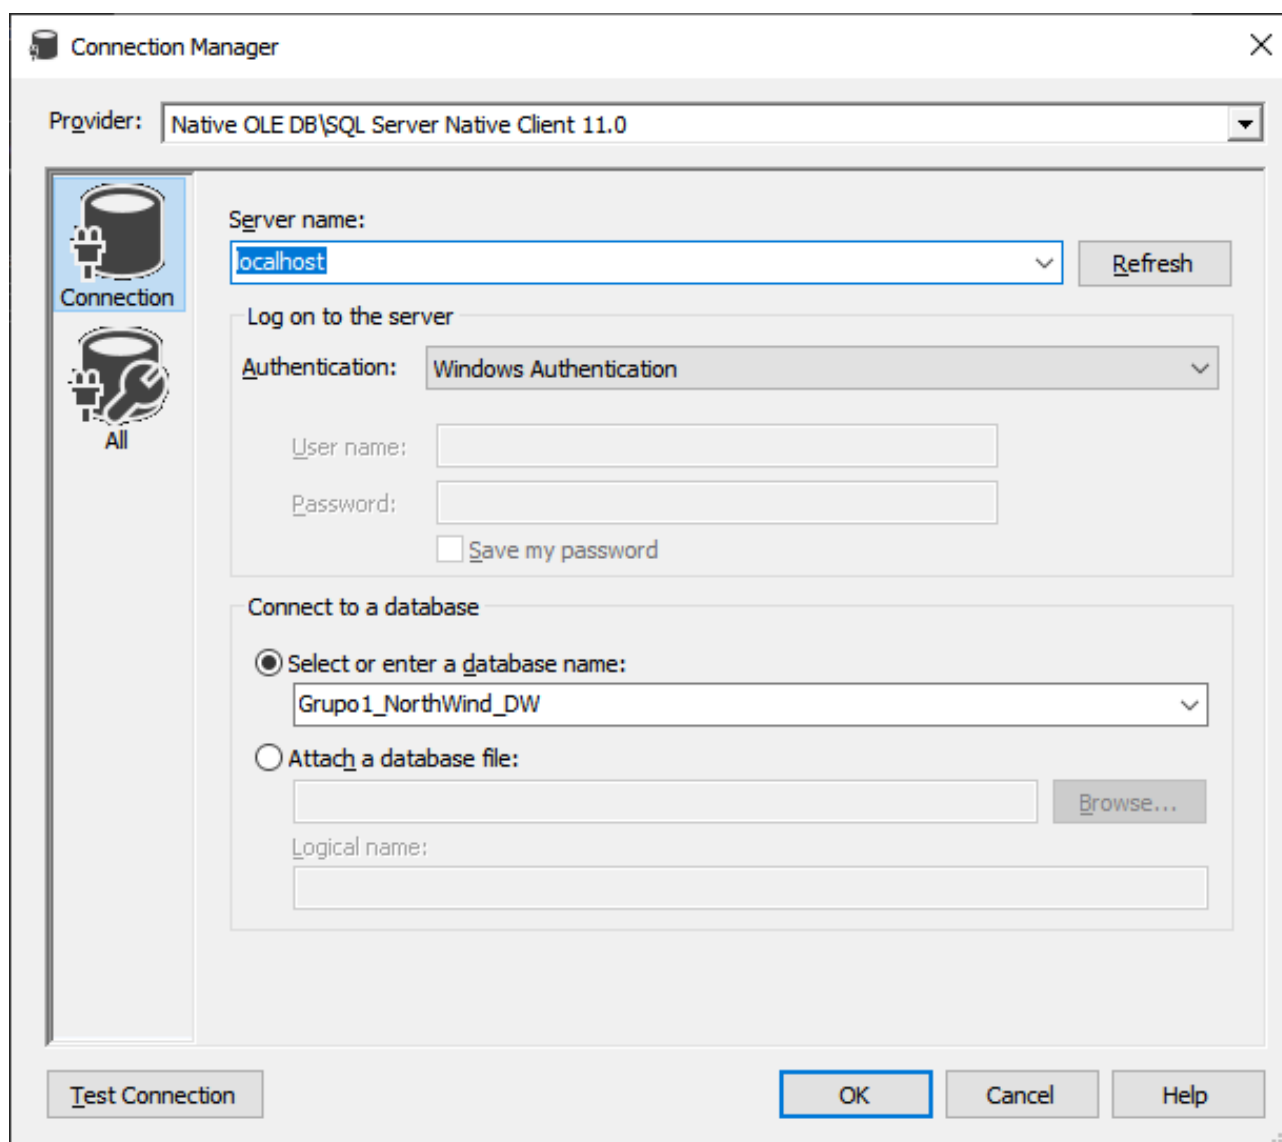 Connection Manager
Provider: Native OLE DB\SQL Server Native Client 11.0
Connection
All
Server name:
localhost
Refresh
Log on to the server
Authentication: Windows Authentication
User name:
Password:
Save my password
Connect to a database
Select or enter a database name:
Grupo1_NorthWind_DW
Attach a database file:
Browse...
Logical name:
Test Connection OK Cancel Help